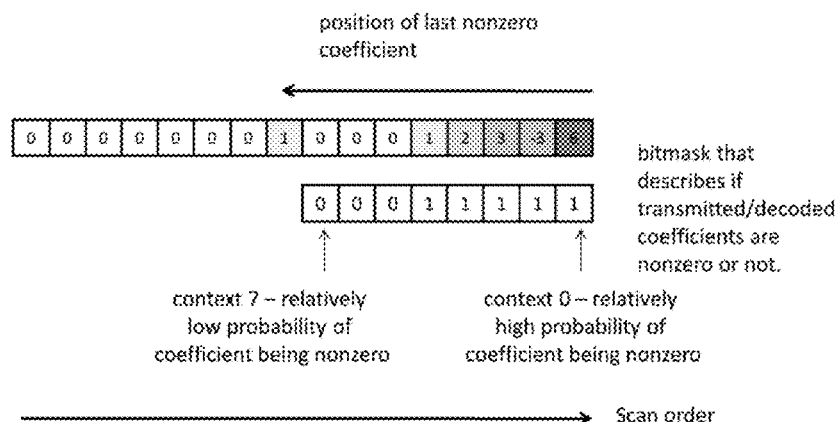 position of last nonzero
coefficient
0 0 0 0 0 0 0 1 0 0 0 1 2 3 -3
0 0 0 1 1 1 1 1
bitmask that
describes if
transmitted/decoded
coefficients are
nonzero or not.
context 7 – relatively
low probability of
coefficient being nonzero
context 0 – relatively
high probability of
coefficient being nonzero
Scan order